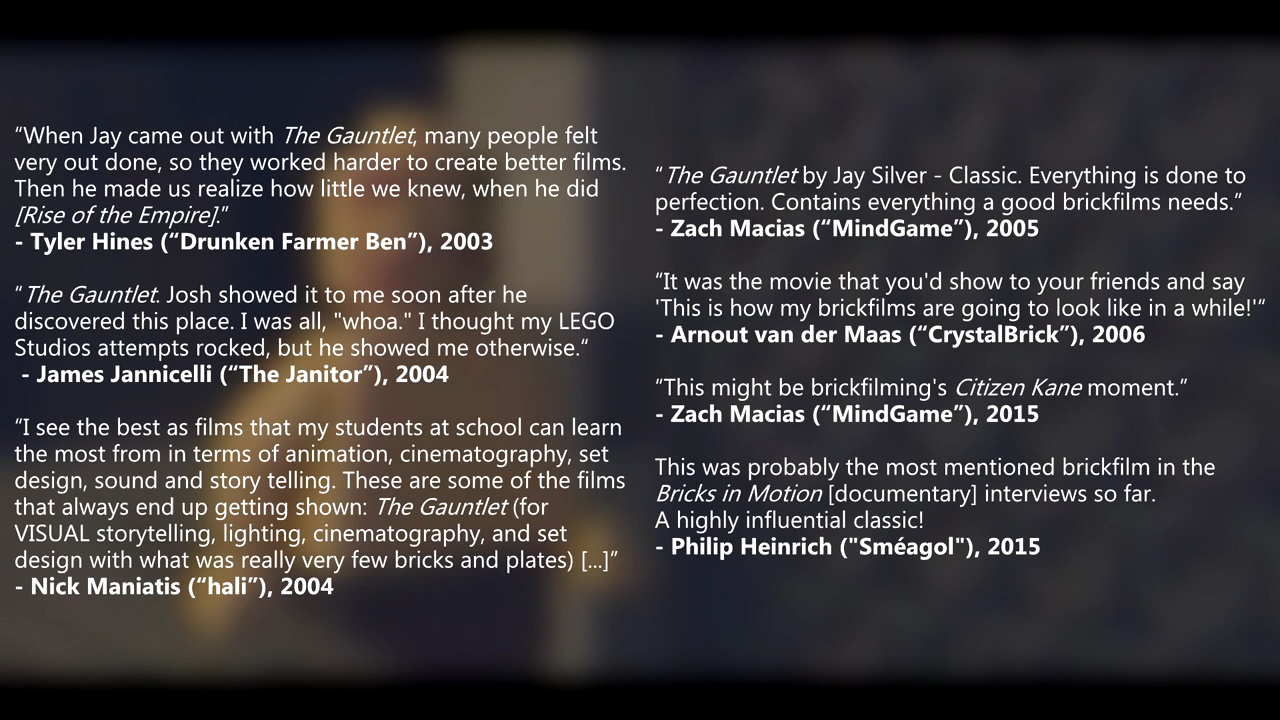 “When Jay came out with The Gauntlet, many people felt
very out done, so they worked harder to create better films.
Then he made us realize how little we knew, when he did
[Rise of the Empire]."
- Tyler Hines (“Drunken Farmer Ben”), 2003
“The Gauntlet. Josh showed it to me soon after he
discovered this place. I was all, "whoa." I thought my LEGO
Studios attempts rocked, but he showed me otherwise.“
- James Jannicelli (“The Janitor”), 2004
“I see the best as films that my students at school can learn
the most from in terms of animation, cinematography, set
design, sound and story telling. These are some of the films
that always end up getting shown: The Gauntlet (for
VISUAL storytelling, lighting, cinematography, and set
design with what was really very few bricks and plates) [...]”
- Nick Maniatis (“hali”), 2004
"The Gauntlet by Jay Silver - Classic. Everything is done to
perfection. Contains everything a good brickfilms needs.”
- Zach Macias (“MindGame”), 2005
"It was the movie that you'd show to your friends and say
'This is how my brickfilms are going to look like in a while!'“
- Arnout van der Maas (“CrystalBrick”), 2006
“This might be brickfilming's Citizen Kane moment.”
- Zach Macias (“MindGame”), 2015
This was probably the most mentioned brickfilm in the
Bricks in Motion [documentary] interviews so far.
A highly influential classic!
- Philip Heinrich ("Sméagol"), 2015